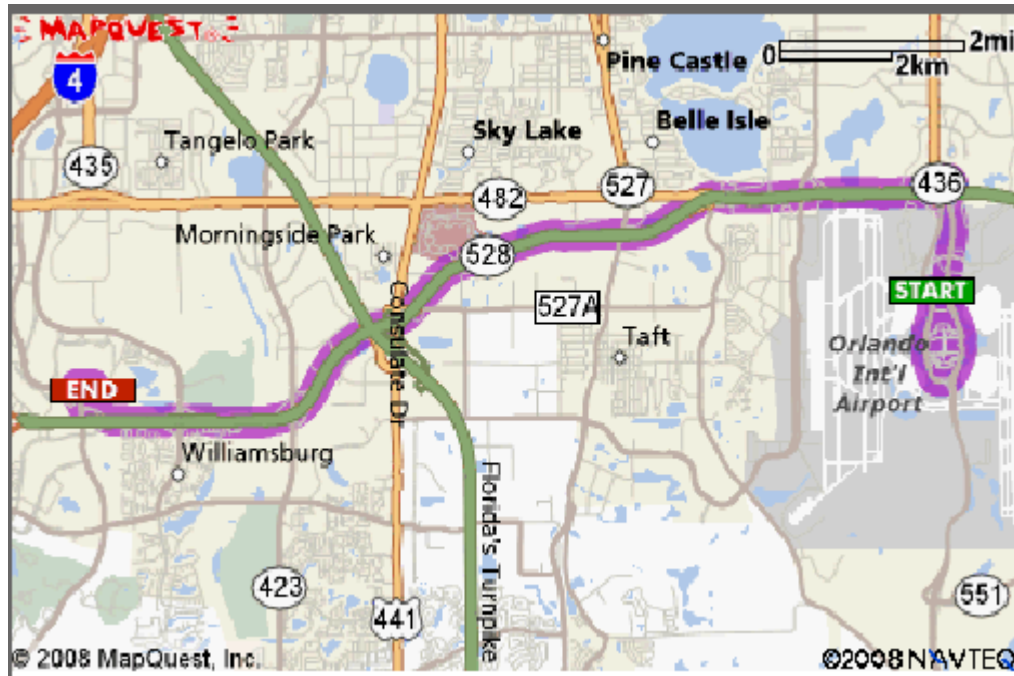 MAPQUEST
0 2mi
2km
Pine Castle
4
Belle Isle
Sky Lake
Tangelo Park
435
482
527
436
Morningside Park
528
START
527A
Consulate Dr
Taft
Orlando
Int'l
Airport
END
Williamsburg
Florida's Turnpike
423
441
551
© 2008 MapQuest, Inc.
©2008 NAVTEQ